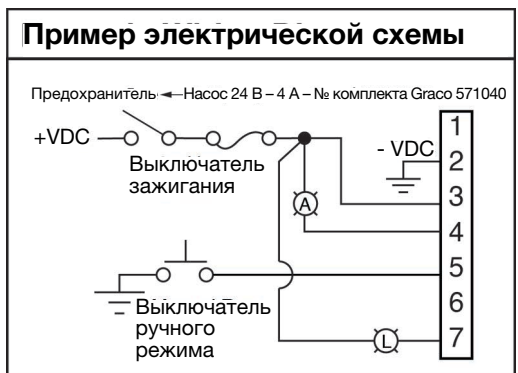 Пример электрической схемы
Предохранитель Насос 24 В – 4 А – № комплекта Graco 571040
+VDC
Выключатель
зажигания
- VDC
A
1
2
3
4
5
6
7
Выключатель
ручного
режима
L